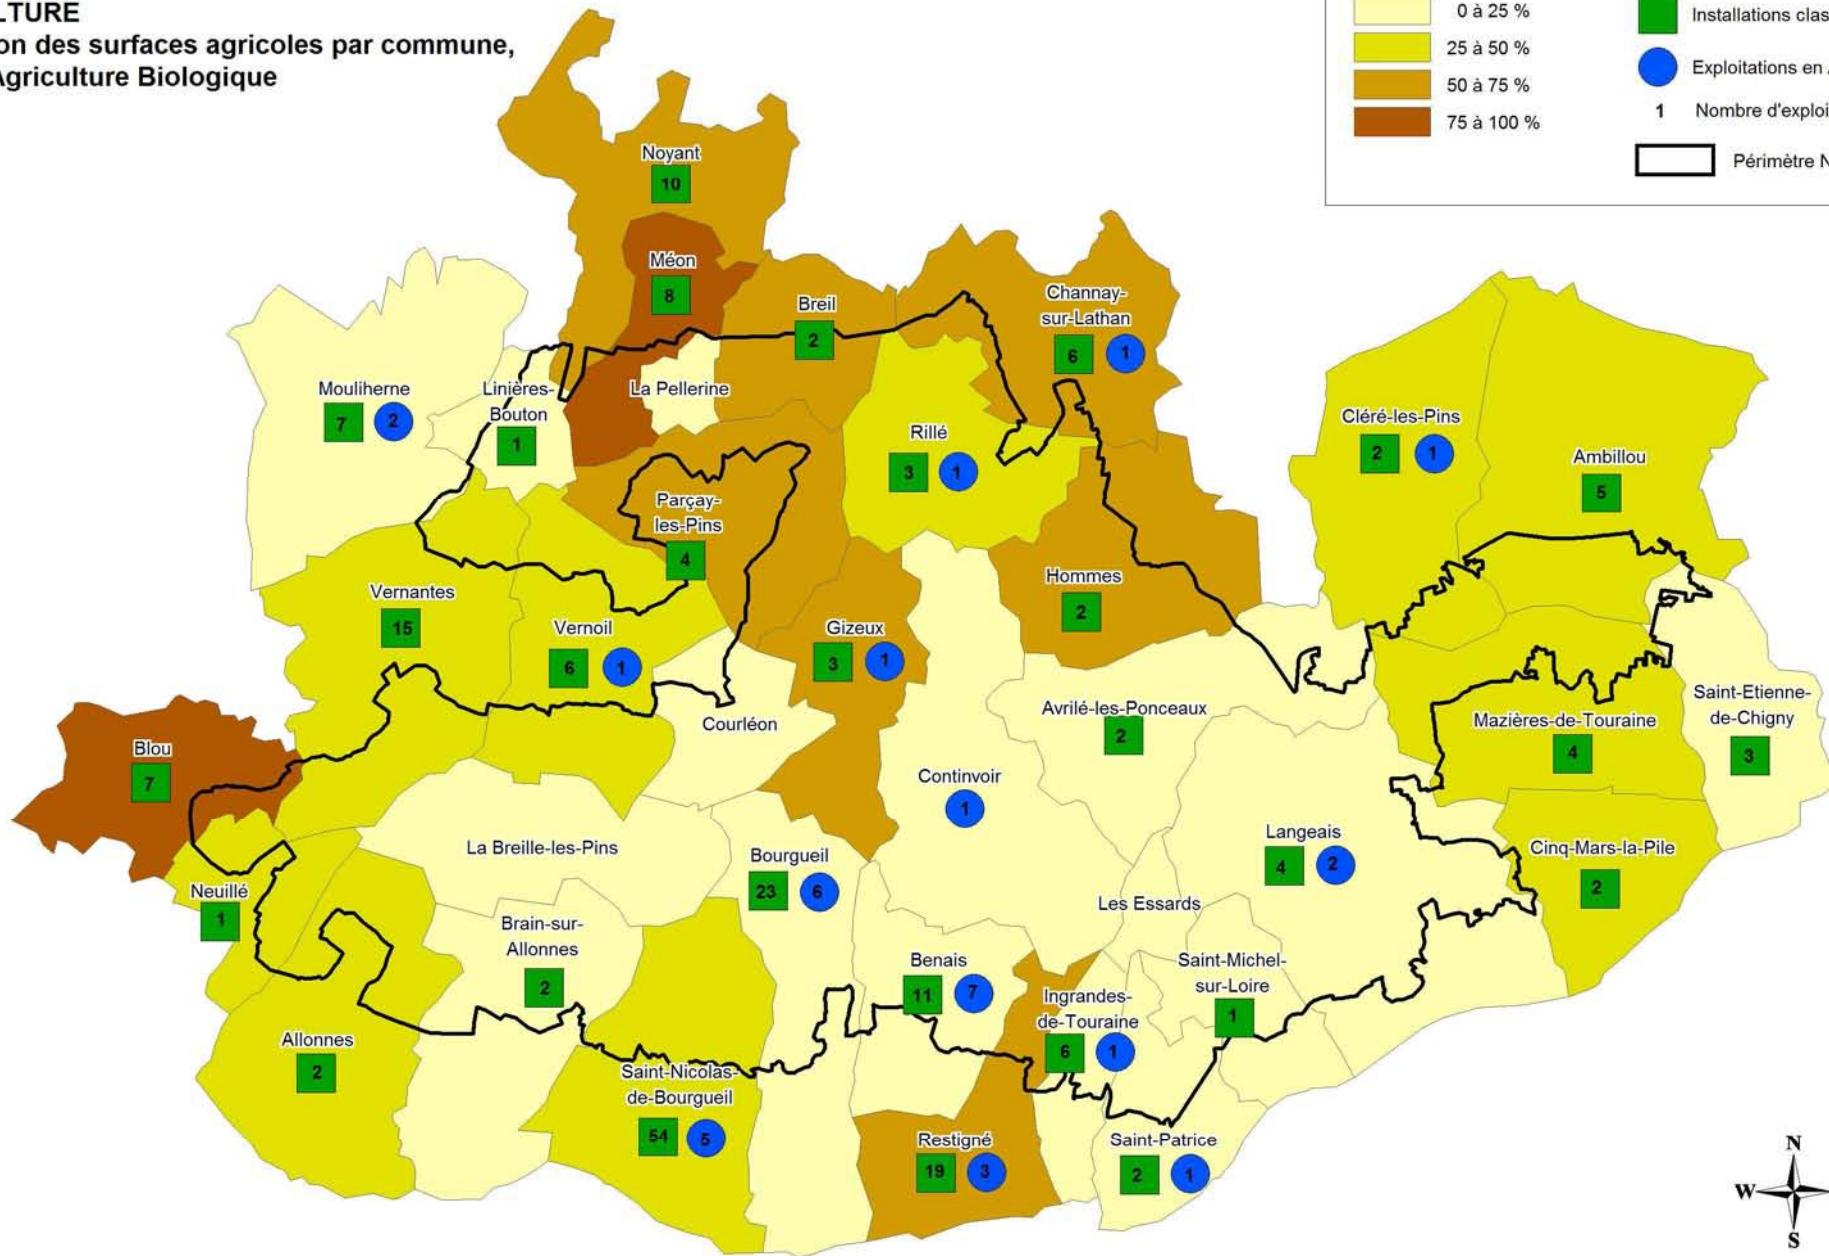 LTURE
on des surfaces agricoles par commune,
Agriculture Biologique
0 à 25 %
25 à 50 %
50 à 75 %
75 à 100 %
Installations clas
Exploitations en
1 Nombre d'exploi
Périmètre N
Noyant
10
Méon
8
Breil
2
Channay-
sur-Lathan
6 1
Mouliherne
7 2
Linières-
Bouton
1
La Pellerine
Rillé
3 1
Cléré-les-Pins
2 1
Ambillou
5
Parçay-
les-Pins
4
Hommes
2
Vernantes
15
Vernoil
6 1
Gizeux
3 1
Courléon
Avrilé-les-Ponceaux
2
Mazières-de-Touraine
4
Saint-Etienne-
de-Chigny
3
Blou
7
Continvoir
1
La Breille-les-Pins
Bourgueil
23 6
Langeais
4 2
Cinq-Mars-la-Pile
2
Neuillé
1
Les Essards
Brain-sur-
Allonnes
2
Benais
11 7
Saint-Michel-
sur-Loire
1
Ingrandes-
de-Touraine
6 1
Allonnes
2
Saint-Nicolas-
de-Bourgueil
54 5
Restigné
19 3
Saint-Patrice
2 1
N
W
S